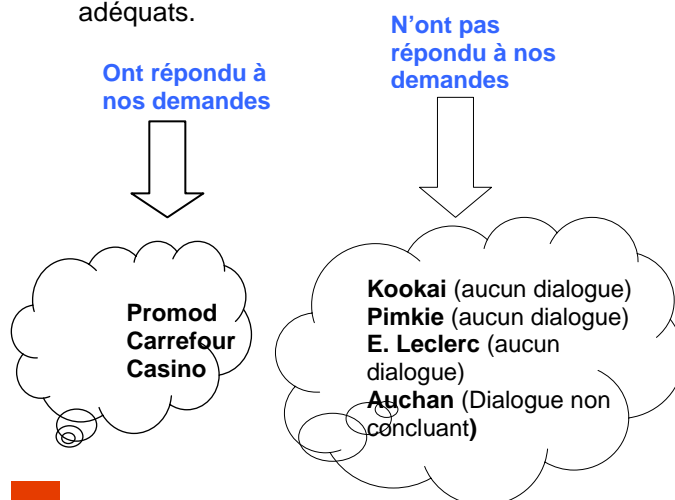 adéquats.
Ont répondu à
nos demandes
N'ont pas
répondu à nos
demandes
Promod
Carrefour
Casino
Kookai (aucun dialogue)
Pimkie (aucun dialogue)
E. Leclerc (aucun
dialogue)
Auchan (Dialogue non
concluant)